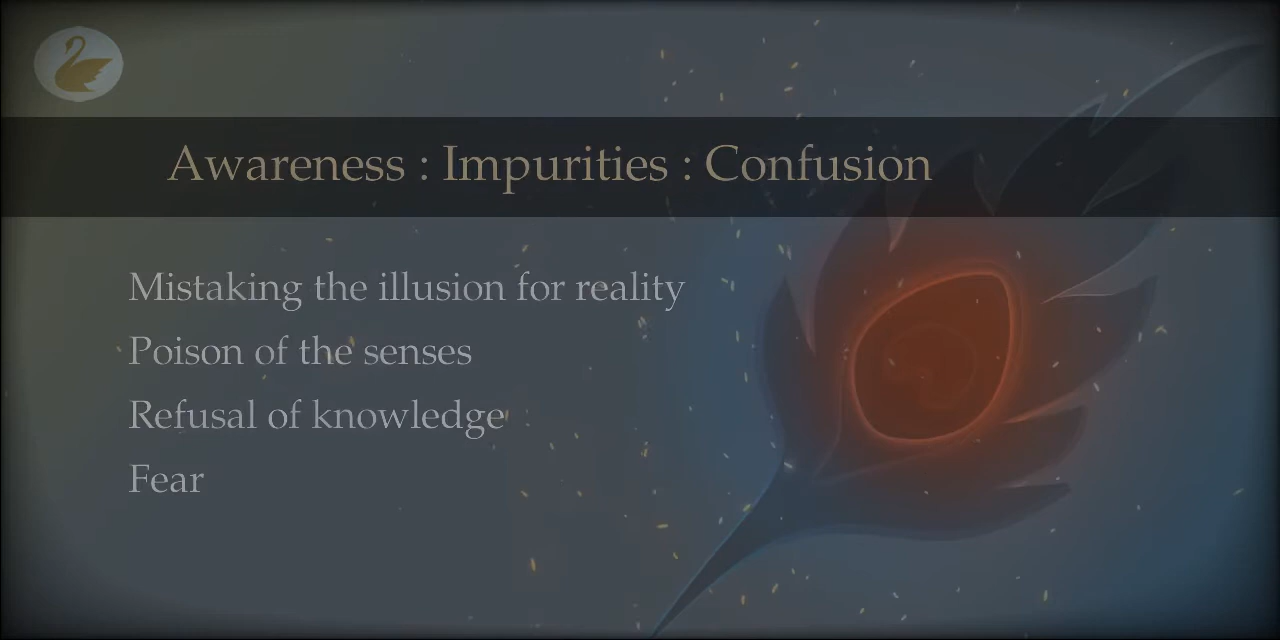 Awareness : Impurities : Confusion
Mistaking the illusion for reality
Poison of the senses
Refusal of knowledge
Fear